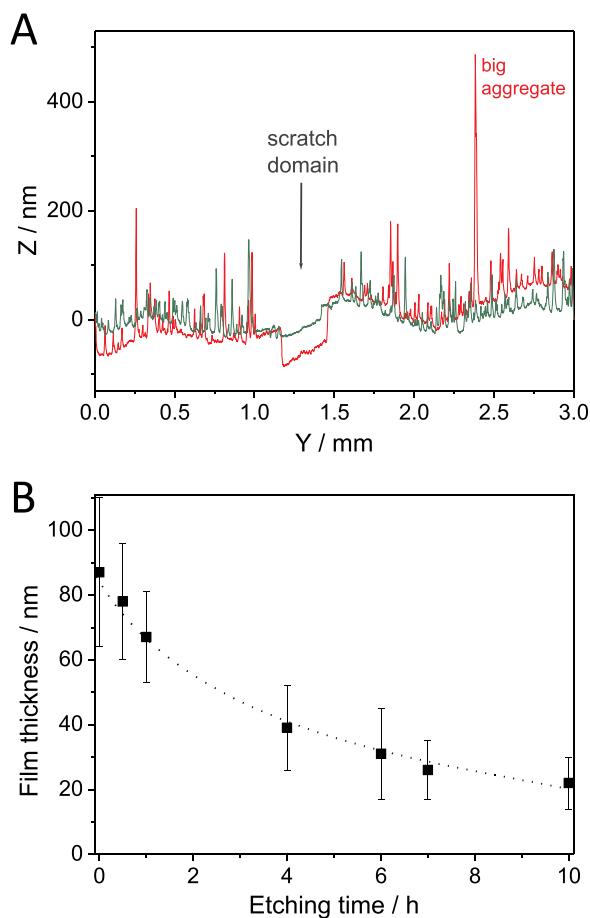 A
big
aggregate
scratch
domain
400
200
0
Z / nm
0.0 0.5 1.0 1.5 2.0 2.5 3.0
Y / mm
B
100
80
60
40
20
0
Film thickness / nm
0 2 4 6 8 10
Etching time / h